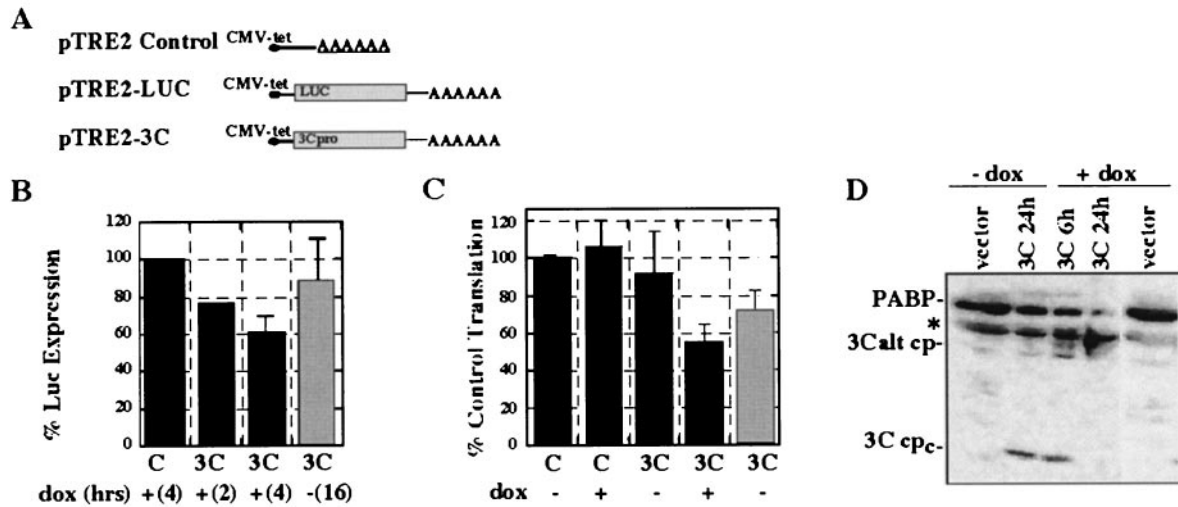 A
pTRE2 Control CMV-tet AAAAAA
pTRE2-LUC CMV-tet LUC AAAAAA
pTRE2-3C CMV-tet 3Cpro AAAAAA
B
% Luc Expression
120
100
80
60
40
20
0
C 3C 3C 3C
dox (hrs) +(4) +(2) +(4) -(16)
C
% Control Translation
120
100
80
60
40
20
0
C C 3C 3C 3C
dox - + - + -
D
- dox + dox
vector 3C 24h 3C 6h 3C 24h vector
PABP-
*
3Calt cp-
3C cpc-